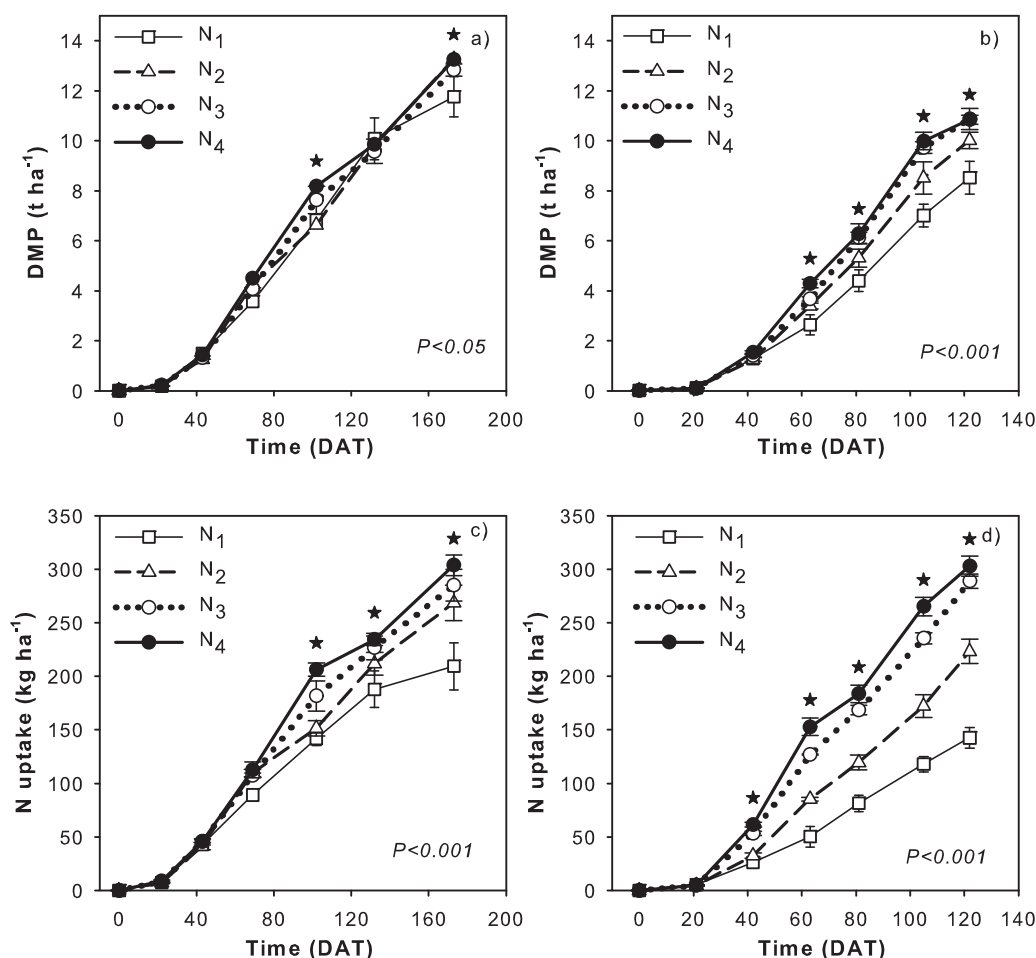 a)
N1
N2
N3
N4
14
12
10
8
6
4
2
0
DMP (t ha-1)
P<0.05
0 40 80 120 160 200
Time (DAT)
b)
N1
N2
N3
N4
14
12
10
8
6
4
2
0
DMP (t ha-1)
P<0.001
0 20 40 60 80 100 120 140
Time (DAT)
c)
N1
N2
N3
N4
350
300
250
200
150
100
50
0
N uptake (kg ha-1)
P<0.001
0 40 80 120 160 200
Time (DAT)
d)
N1
N2
N3
N4
350
300
250
200
150
100
50
0
N uptake (kg ha-1)
P<0.001
0 20 40 60 80 100 120 140
Time (DAT)